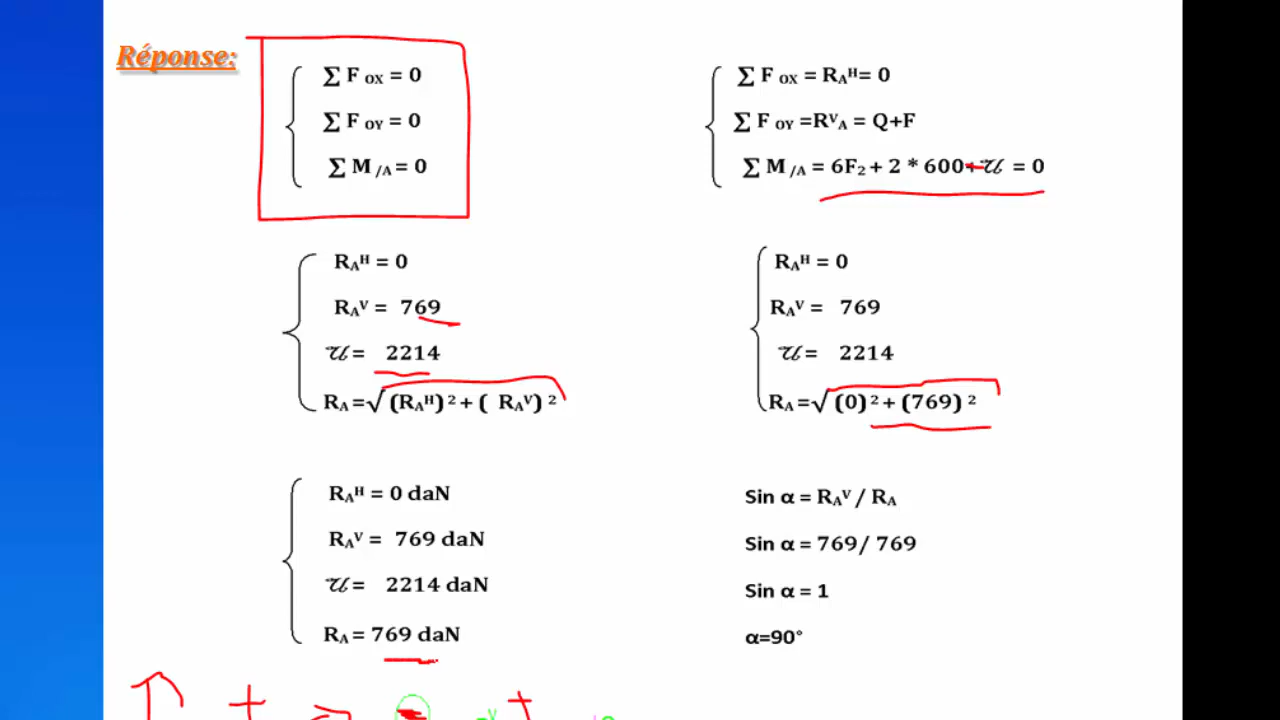 Réponse:
∑ F OX = 0
∑ F OY = 0
∑ M /A = 0
∑ F OX = RAᴴ= 0
∑ F OY =RⱽA = Q+F
∑ M /A = 6F₂ + 2 * 600+𝓜 = 0
RAᴴ = 0
RAⱽ = 769
𝓜 = 2214
RA=√ (RAᴴ)² + ( RAⱽ) ²
RAᴴ = 0
RAⱽ = 769
𝓜 = 2214
RA=√ (0)² + (769) ²
RAᴴ = 0 daN
RAⱽ = 769 daN
𝓜 = 2214 daN
RA = 769 daN
Sin α = RAⱽ / RA
Sin α = 769/ 769
Sin α = 1
α=90°